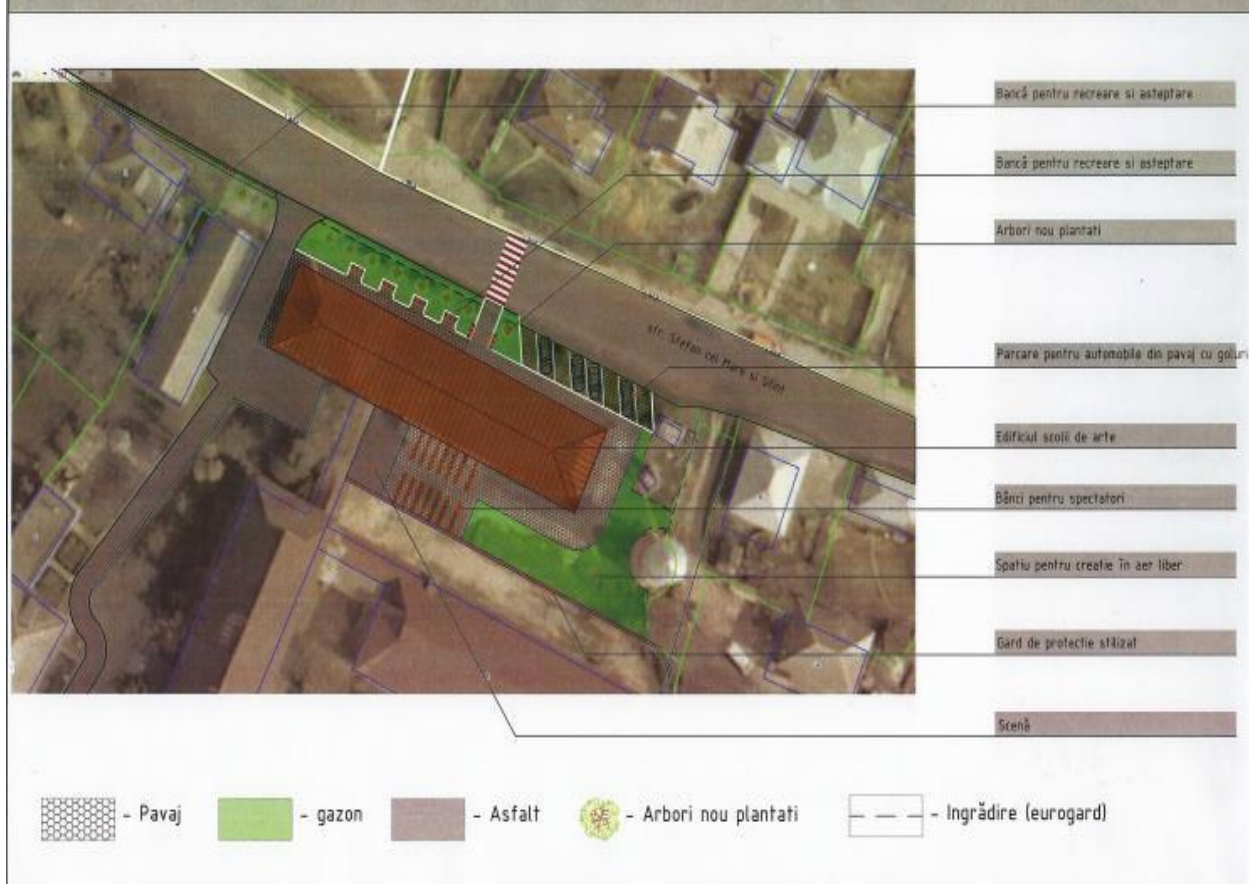 Bancă pentru recreare si asteptare
Bancă pentru recreare si asteptare
Arbori nou plantati
str. Stefan cel Mare si Sfint
Parcare pentru automobile din pavaj cu goluri
Edificiul scolii de arte
Bănci pentru spectatori
Spatiu pentru creatie în aer liber
Gard de protectie stilizat
Scenă
- Pavaj
- gazon
- Asfalt
- Arbori nou plantati
- Ingrădire (eurogard)